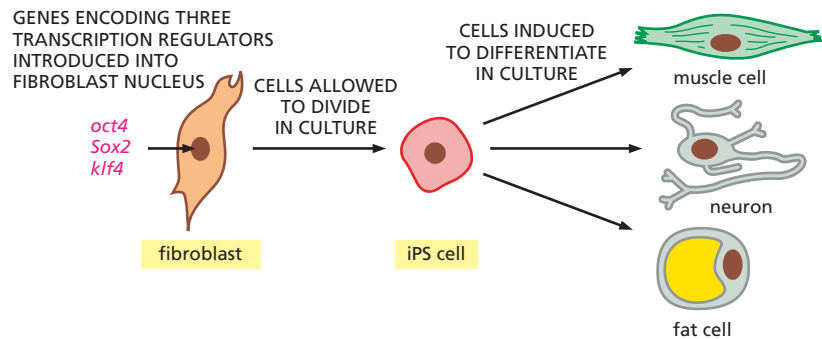 GENES ENCODING THREE
TRANSCRIPTION REGULATORS
INTRODUCED INTO
FIBROBLAST NUCLEUS
oct4
Sox2
klf4
CELLS ALLOWED
TO DIVIDE
IN CULTURE
CELLS INDUCED
TO DIFFERENTIATE
IN CULTURE
fibroblast
iPS cell
muscle cell
neuron
fat cell